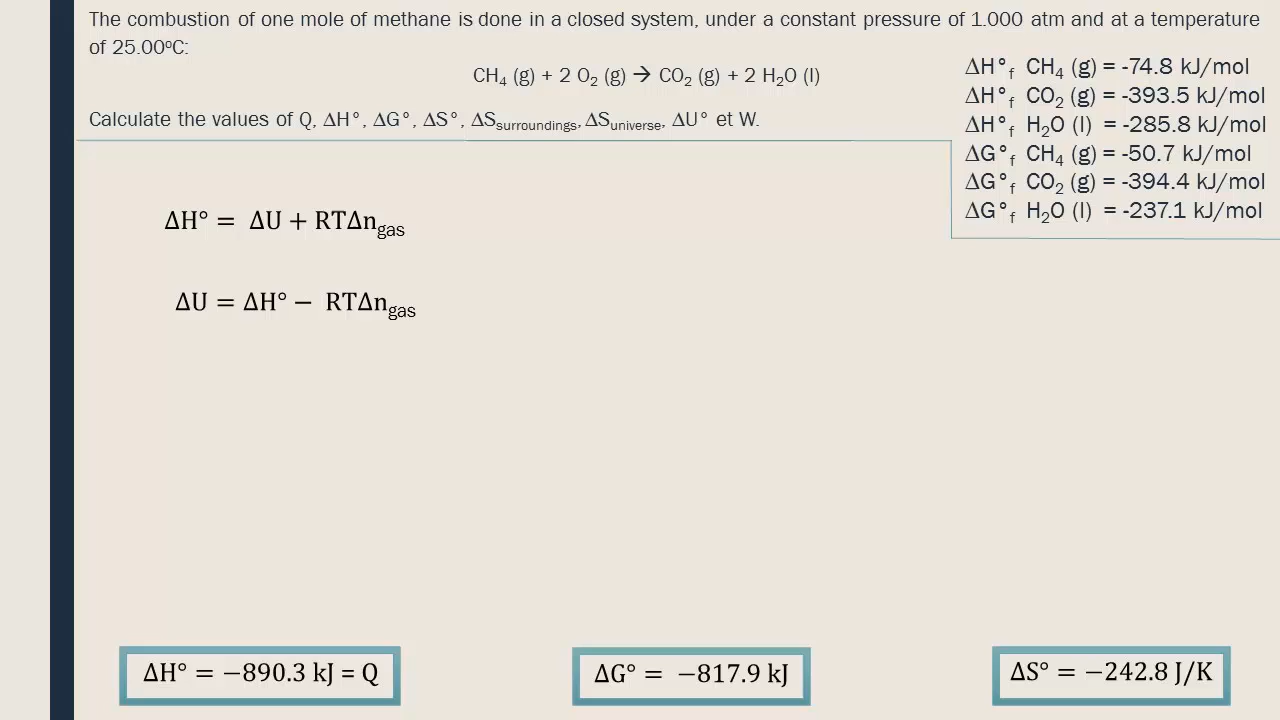 The combustion of one mole of methane is done in a closed system, under a constant pressure of 1.000 atm and at a temperature
of 25.00ºC:
CH₄ (g) + 2 O₂ (g) → CO₂ (g) + 2 H₂O (l)
Calculate the values of Q, ΔH°, ΔG°, ΔS°, ΔS_surroundings, ΔS_universe, ΔU° et W.
ΔH°f CH₄ (g) = -74.8 kJ/mol
ΔH°f CO₂ (g) = -393.5 kJ/mol
ΔH°f H₂O (l) = -285.8 kJ/mol
ΔG°f CH₄ (g) = -50.7 kJ/mol
ΔG°f CO₂ (g) = -394.4 kJ/mol
ΔG°f H₂O (l) = -237.1 kJ/mol
ΔH° = ΔU + RTΔn_gas
ΔU = ΔH° − RTΔn_gas
ΔH° = −890.3 kJ = Q
ΔG° = −817.9 kJ
ΔS° = −242.8 J/K